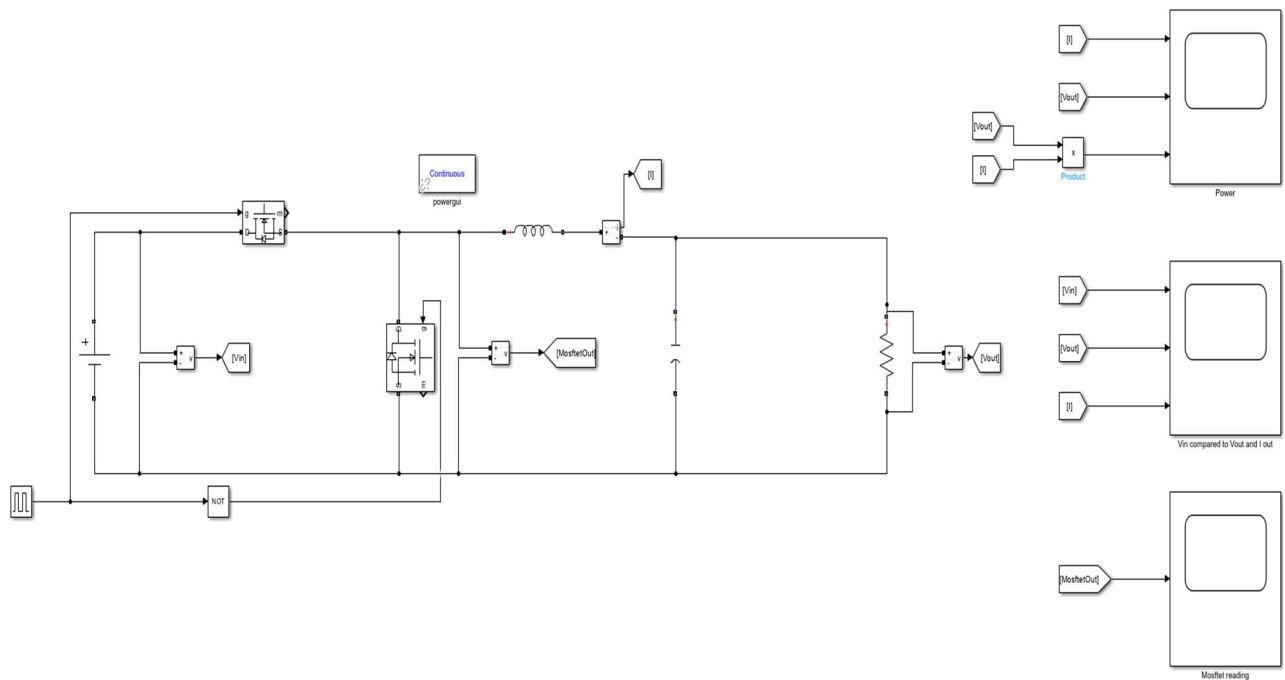 [I]
[Vout]
[Vout]
[I]
x
Product
Power
Continuous
powergui
[I]
g
m
D
S
+
-
i
+
+
-
v
[Vin]
D
g
S
m
+
-
v
[MosftetOut]
+
-
v
[Vout]
[Vin]
[Vout]
[I]
Vin compared to Vout and I out
NOT
[MosftetOut]
Mosftet reading